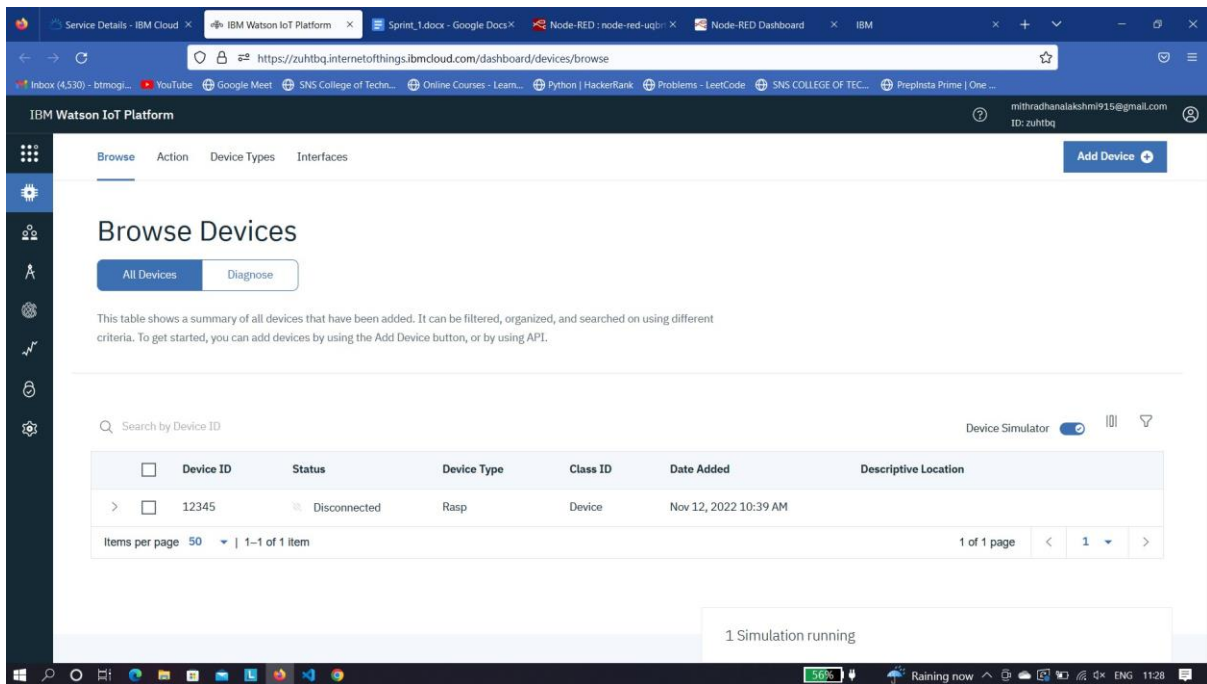 Service Details - IBM Cloud
IBM Watson IoT Platform
Sprint_1.docx - Google Docs
Node-RED : node-red-uqbr
Node-RED Dashboard
IBM
https://zuhtbq.internetofthings.ibmcloud.com/dashboard/devices/browse
Inbox (4,530) - btmogi... YouTube Google Meet SNS College of Techn... Online Courses - Learn... Python | HackerRank Problems - LeetCode SNS COLLEGE OF TEC... PrepInsta Prime | One ...
IBM Watson IoT Platform
mithradhanalakshmi915@gmail.com
ID: zuhtbq
Browse Action Device Types Interfaces
Add Device
Browse Devices
All Devices Diagnose
This table shows a summary of all devices that have been added. It can be filtered, organized, and searched on using different
criteria. To get started, you can add devices by using the Add Device button, or by using API.
Search by Device ID
Device Simulator
Device ID Status Device Type Class ID Date Added Descriptive Location
12345 Disconnected Rasp Device Nov 12, 2022 10:39 AM
Items per page 50 | 1–1 of 1 item
1 of 1 page 1
1 Simulation running
56% Raining now ENG 11:28